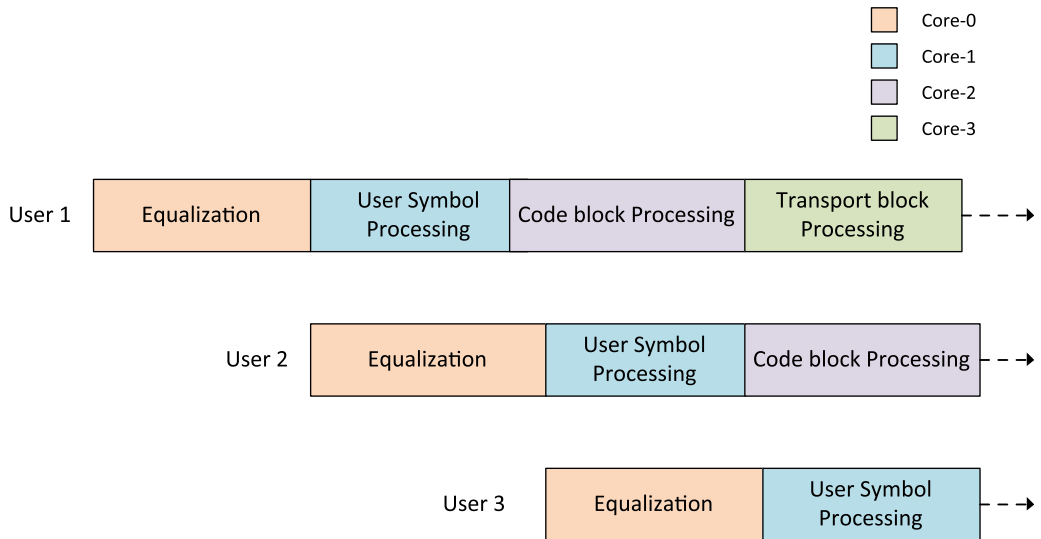 Core-0
Core-1
Core-2
Core-3
User 1
Equalization
User Symbol
Processing
Code block Processing
Transport block
Processing
User 2
Equalization
User Symbol
Processing
Code block Processing
User 3
Equalization
User Symbol
Processing